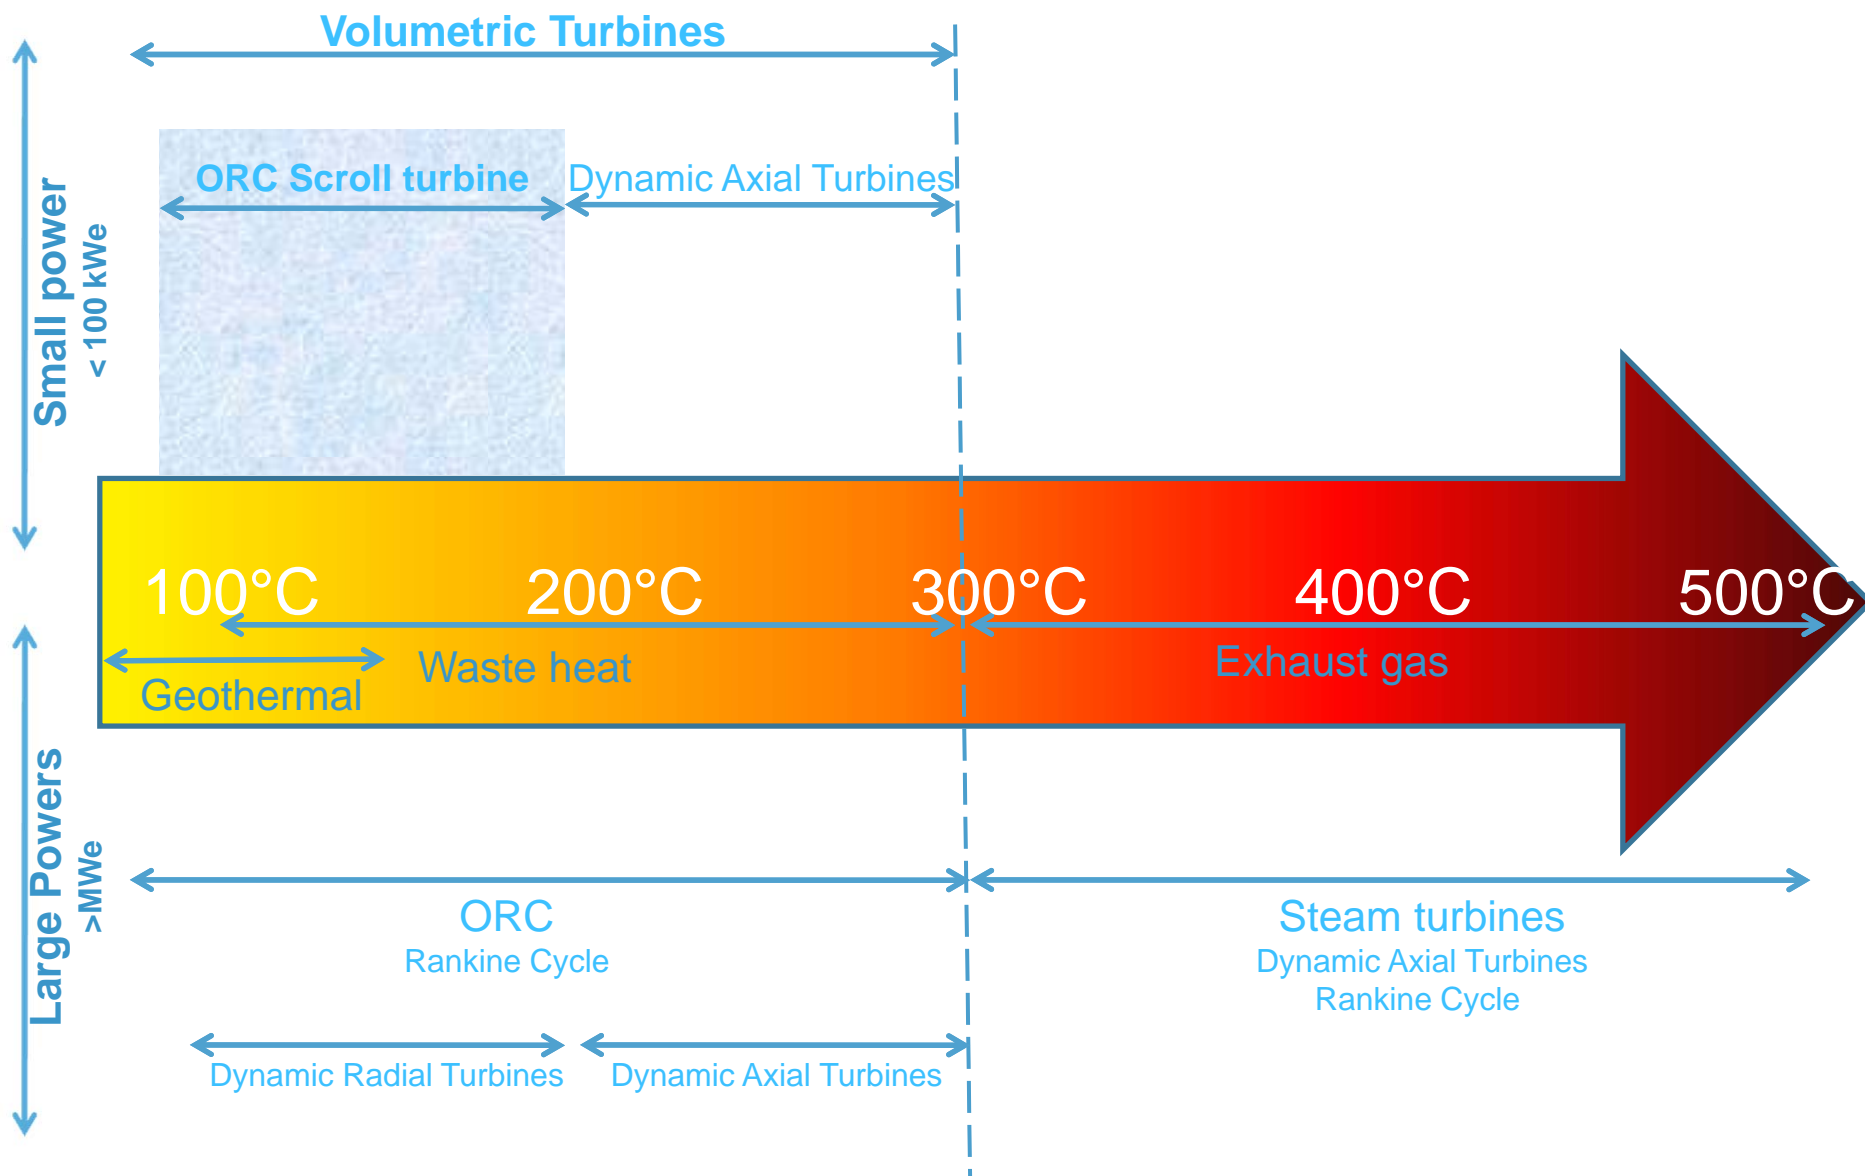 Volumetric Turbines
ORC Scroll turbine
Dynamic Axial Turbines
Small power
< 100 kWe
100°C
200°C
300°C
400°C
500°C
Waste heat
Exhaust gas
Geothermal
Large Powers
>MWe
ORC
Rankine Cycle
Steam turbines
Dynamic Axial Turbines
Rankine Cycle
Dynamic Radial Turbines
Dynamic Axial Turbines